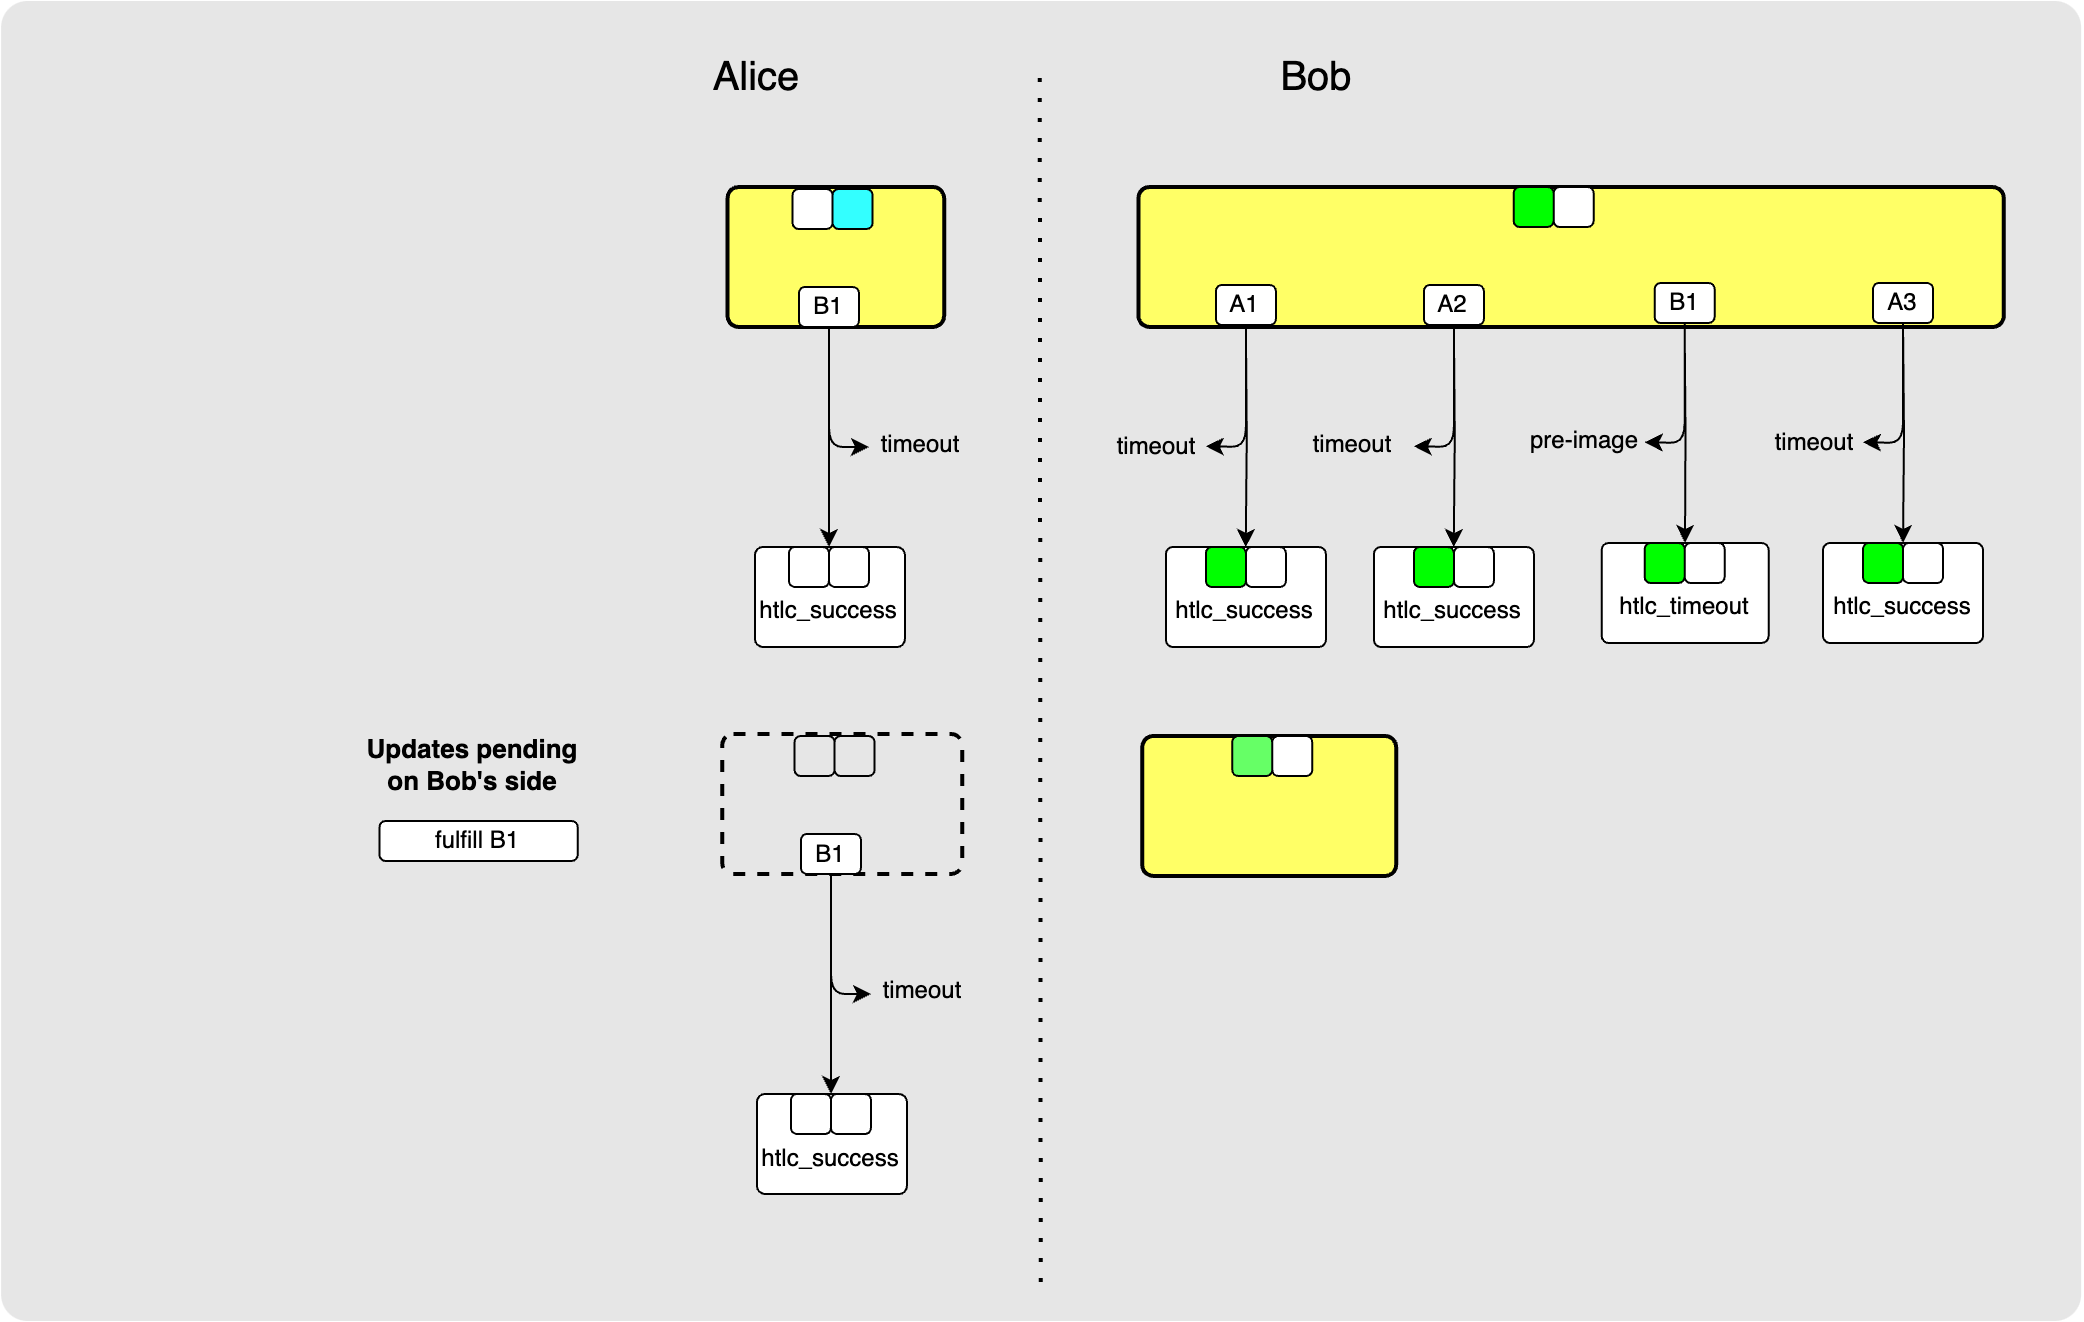 Alice
Bob
B1
A1
A2
B1
A3
timeout
timeout
timeout
pre-image
timeout
htlc_success
htlc_success
htlc_success
htlc_timeout
htlc_success
Updates pending
on Bob's side
fulfill B1
B1
timeout
htlc_success